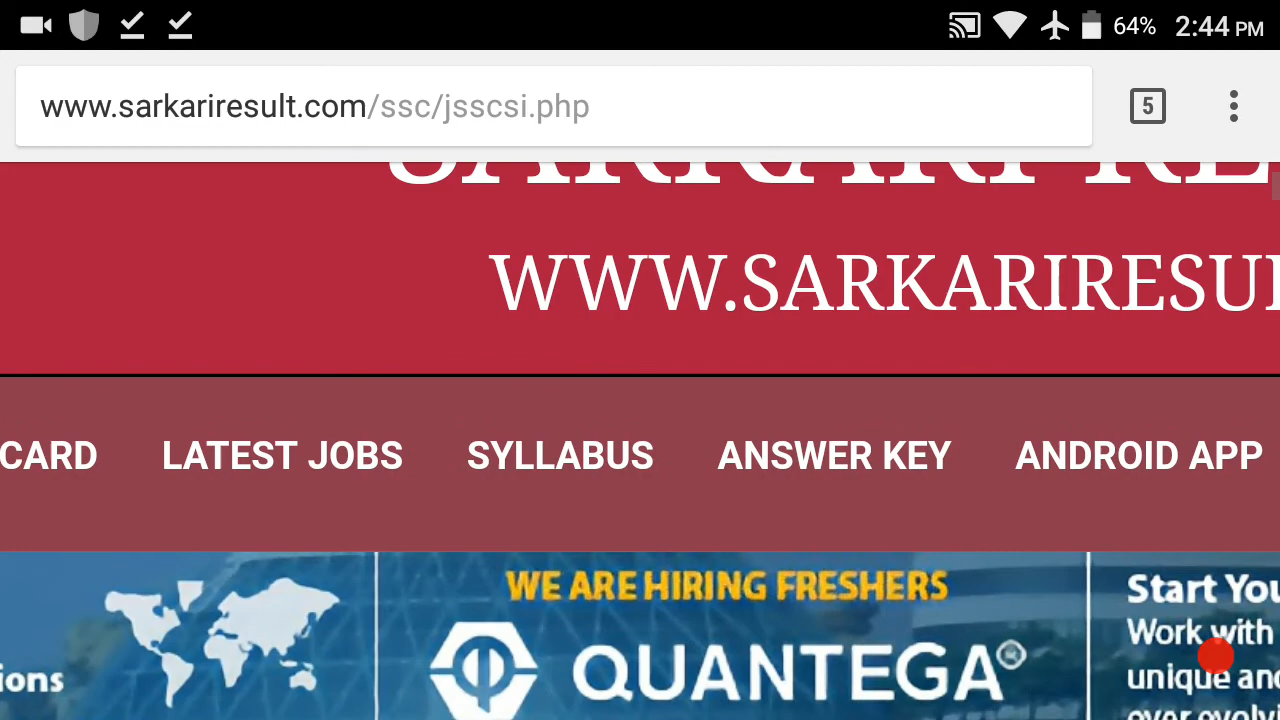 64% 2:44 PM
www.sarkariresult.com/ssc/jsscsi.php
5
WWW.SARKARIRESU
CARD LATEST JOBS SYLLABUS ANSWER KEY ANDROID APP
WE ARE HIRING FRESHERS
QUANTEGA
Start You
Work with
unique and
ions